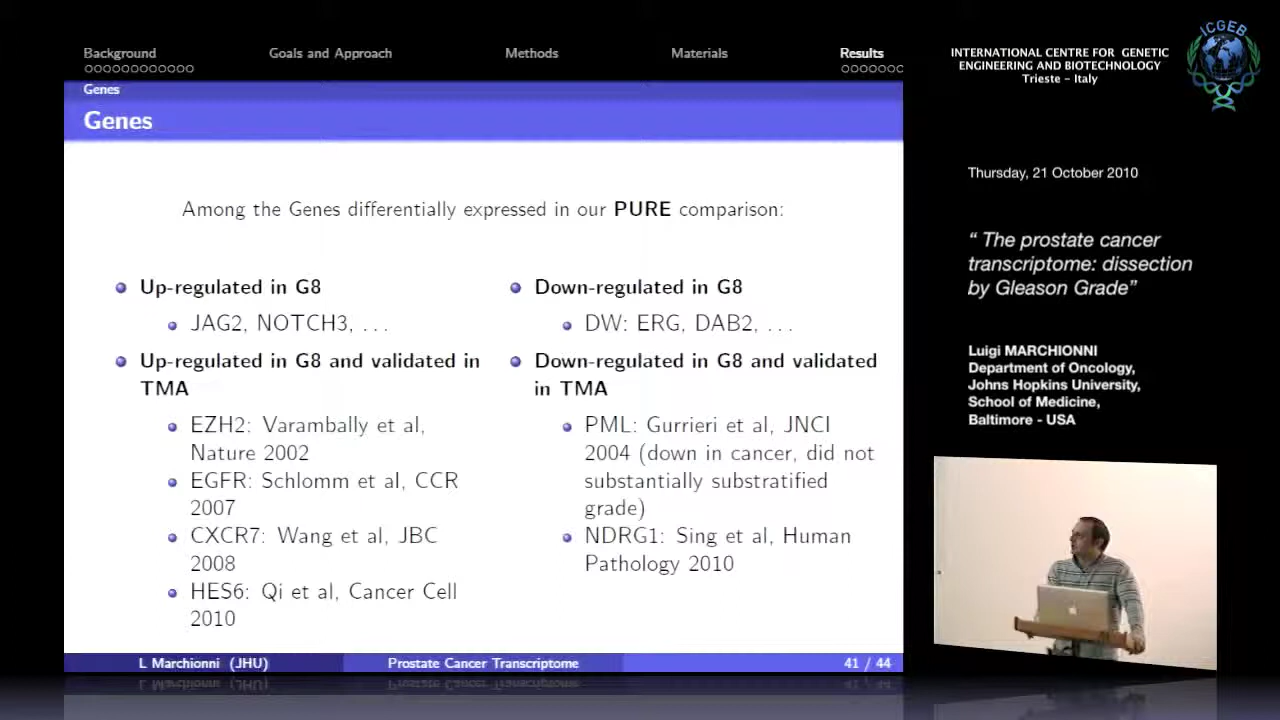 Background
Goals and Approach
Methods
Materials
Results
Genes
Genes
Among the Genes differentially expressed in our PURE comparison:
Up-regulated in G8
JAG2, NOTCH3, ...
Up-regulated in G8 and validated in
TMA
EZH2: Varambally et al,
Nature 2002
EGFR: Schlomm et al, CCR
2007
CXCR7: Wang et al, JBC
2008
HES6: Qi et al, Cancer Cell
2010
Down-regulated in G8
DW: ERG, DAB2, ...
Down-regulated in G8 and validated
in TMA
PML: Gurrieri et al, JNCI
2004 (down in cancer, did not
substantially substratified
grade)
NDRG1: Sing et al, Human
Pathology 2010
L Marchionni (JHU)
Prostate Cancer Transcriptome
41 / 44
INTERNATIONAL CENTRE FOR GENETIC
ENGINEERING AND BIOTECHNOLOGY
Trieste - Italy
ICGEB
Thursday, 21 October 2010
“ The prostate cancer
transcriptome: dissection
by Gleason Grade”
Luigi MARCHIONNI
Department of Oncology,
Johns Hopkins University,
School of Medicine,
Baltimore - USA